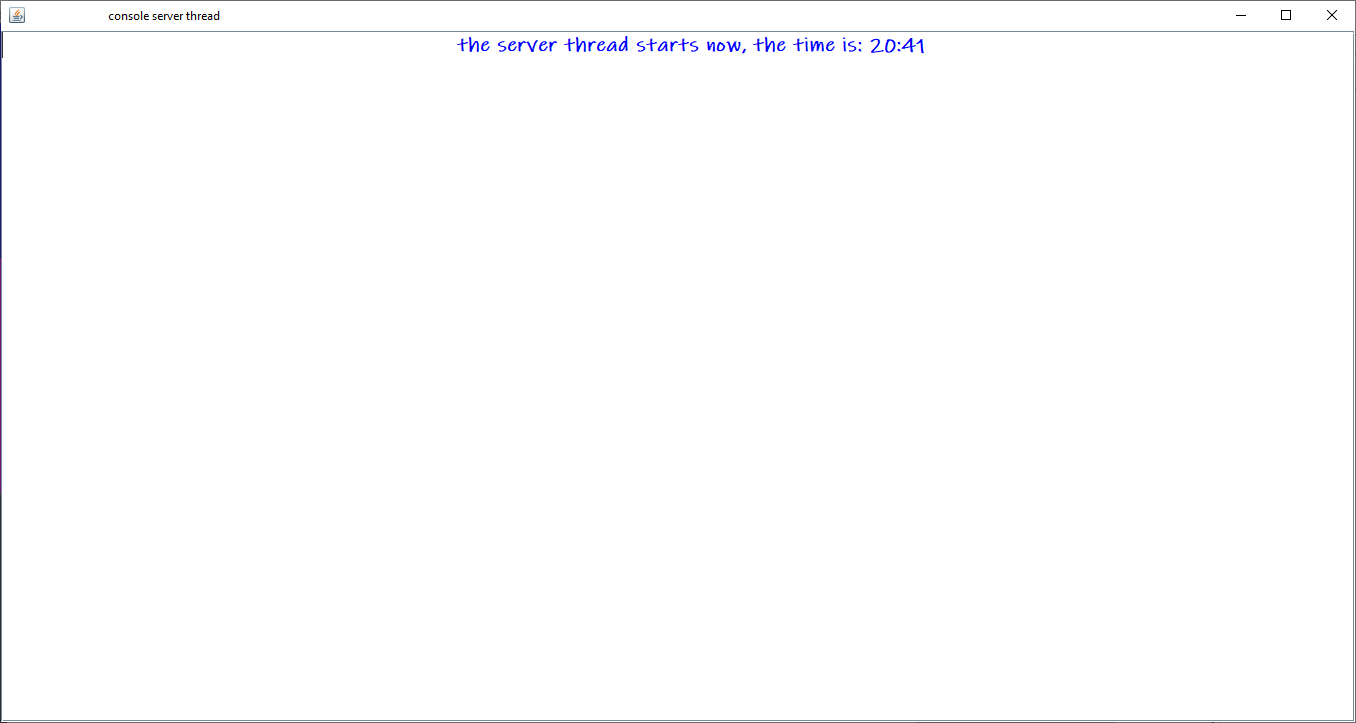 console server thread
the server thread starts now, the time is: 20:41